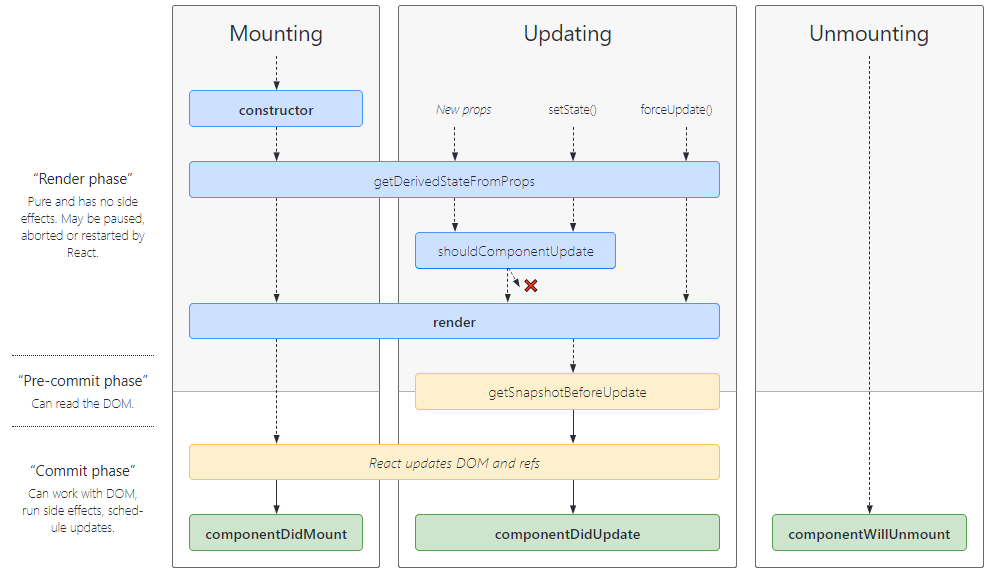 Mounting
Updating
Unmounting
constructor
New props
setState()
forceUpdate()
“Render phase”
Pure and has no side
effects. May be paused,
aborted or restarted by
React.
getDerivedStateFromProps
shouldComponentUpdate
render
“Pre-commit phase”
Can read the DOM.
getSnapshotBeforeUpdate
“Commit phase”
Can work with DOM,
run side effects, sched-
ule updates.
React updates DOM and refs
componentDidMount
componentDidUpdate
componentWillUnmount